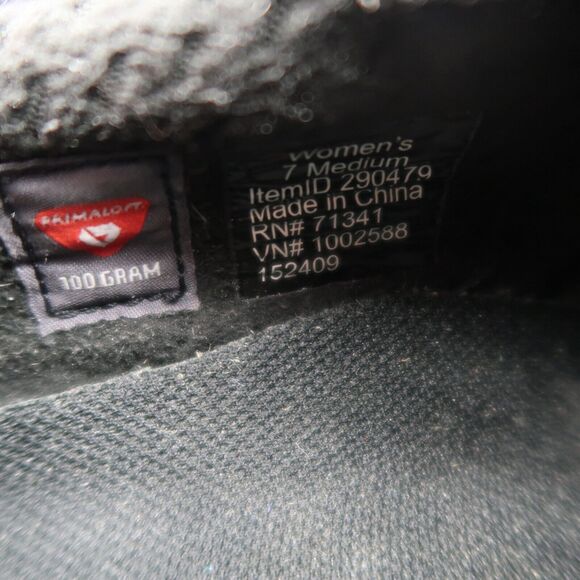 PRIMALOFT
100 GRAM
Women's
7 Medium
ItemID 290479
Made in China
RN# 71341
VN# 1002588
152409